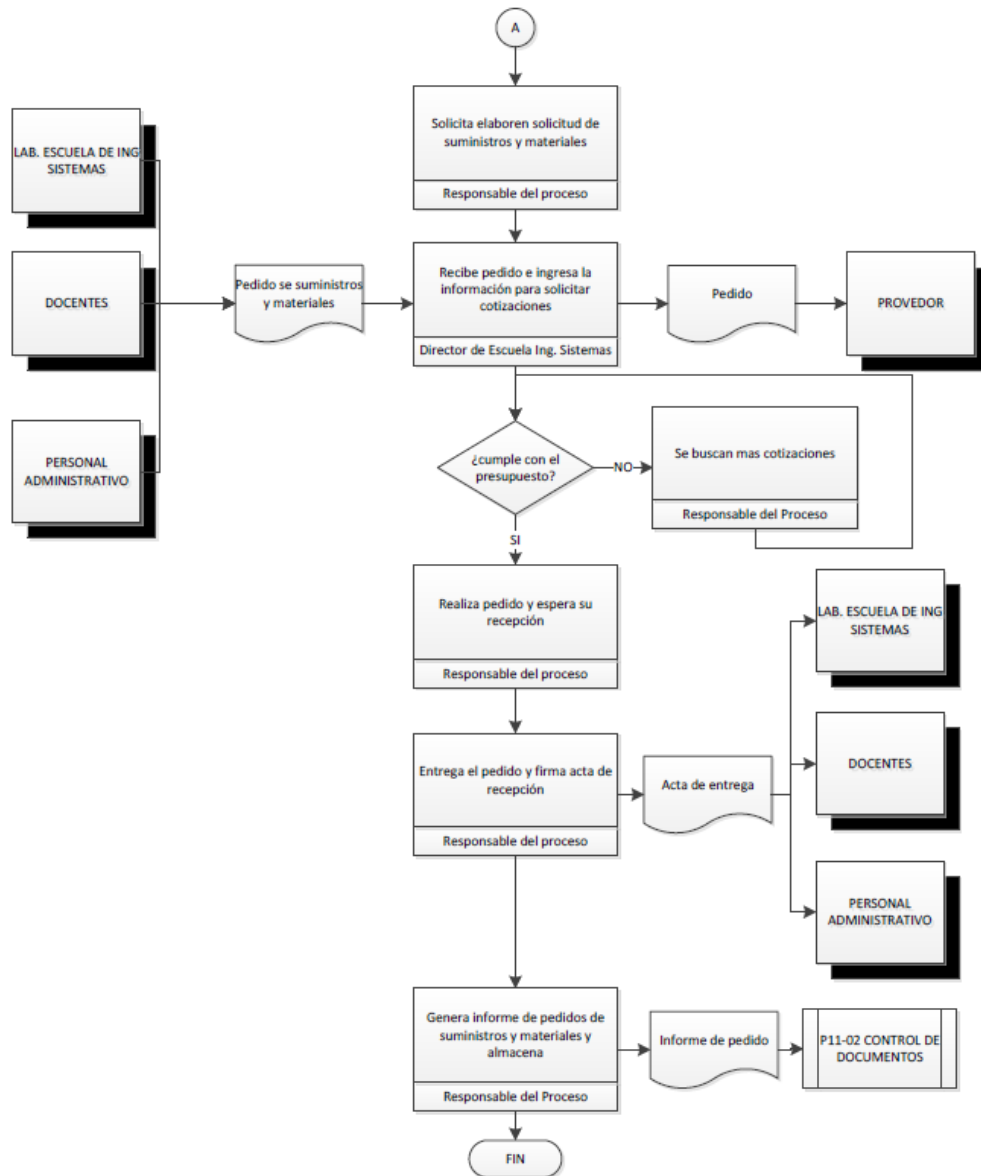 A
Solicita elaboren solicitud de
suministros y materiales
Responsable del proceso
LAB. ESCUELA DE ING
SISTEMAS
DOCENTES
PERSONAL
ADMINISTRATIVO
Pedido se suministros
y materiales
Recibe pedido e ingresa la
información para solicitar
cotizaciones
Director de Escuela Ing. Sistemas
Pedido
PROVEDOR
¿cumple con el
presupuesto?
NO
Se buscan mas cotizaciones
Responsable del Proceso
SI
Realiza pedido y espera su
recepción
Responsable del proceso
Entrega el pedido y firma acta de
recepción
Responsable del proceso
Acta de entrega
LAB. ESCUELA DE ING
SISTEMAS
DOCENTES
PERSONAL
ADMINISTRATIVO
Genera informe de pedidos de
suministros y materiales y
almacena
Responsable del Proceso
Informe de pedido
P11-02 CONTROL DE
DOCUMENTOS
FIN